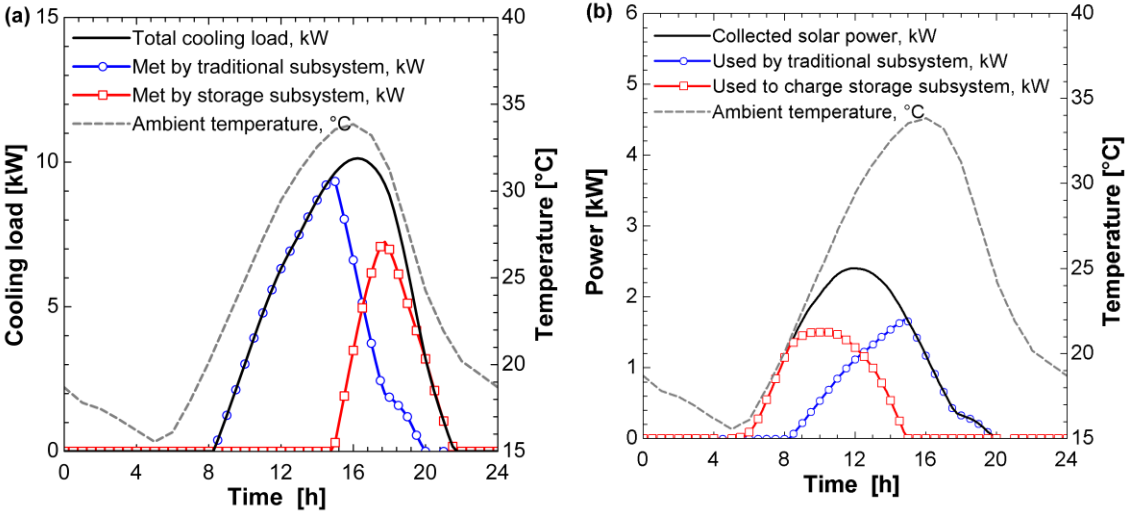 (a)
15
10
5
0
Cooling load [kW]
Total cooling load, kW
Met by traditional subsystem, kW
Met by storage subsystem, kW
Ambient temperature, °C
40
35
30
25
20
15
Temperature [°C]
0 4 8 12 16 20 24
Time [h]
(b)
6
5
4
3
2
1
0
Power [kW]
Collected solar power, kW
Used by traditional subsystem, kW
Used to charge storage subsystem, kW
Ambient temperature, °C
40
35
30
25
20
15
Temperature [°C]
0 4 8 12 16 20 24
Time [h]